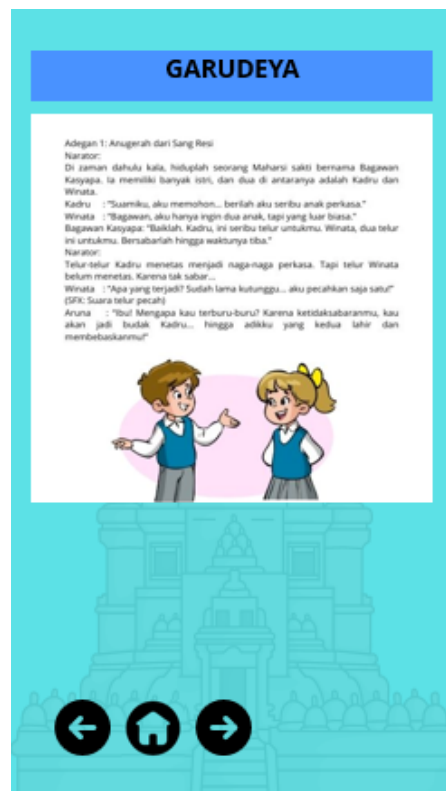 GARUDEYA
Adegan 1: Anugerah dari Sang Resi
Narator:
Di zaman dahulu kala, hiduplah seorang Maharsi sakti bernama Bagawan
Kasyapa. Ia memiliki banyak istri, dan dua di antaranya adalah Kadru dan
Winata.
Kadru : "Suamiku, aku memohon... berilah aku seribu anak perkasa."
Winata : "Bagawan, aku hanya ingin dua anak, tapi yang luar biasa."
Bagawan Kasyapa: "Baiklah. Kadru, ini seribu telur untukmu. Winata, dua telur
ini untukmu. Bersabarlah hingga waktunya tiba."
Narator:
Telur-telur Kadru menetas menjadi naga-naga perkasa. Tapi telur Winata
belum menetas. Karena tak sabar...
Winata : "Apa yang terjadi? Sudah lama kutunggu... aku pecahkan saja satu!"
(SFX: Suara telur pecah)
Aruna : "Ibu! Mengapa kau terburu-buru? Karena ketidaksabaranmu, kau
akan jadi budak Kadru... hingga adikku yang kedua lahir dan
membebaskanmu!"